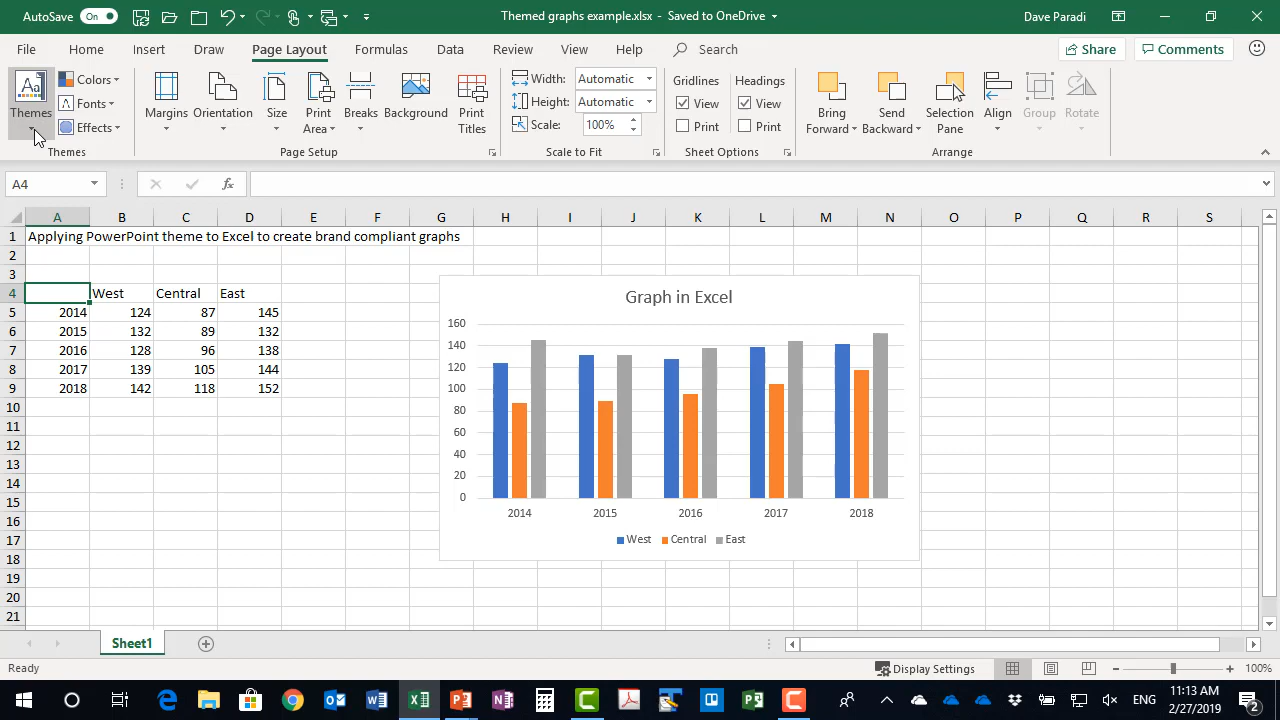 AutoSave On Themed graphs example.xlsx - Saved to OneDrive Dave Paradi
File Home Insert Draw Page Layout Formulas Data Review View Help Search Share Comments
Themes Colors Fonts Effects
Margins Orientation Size Print Area Breaks Background Print Titles
Width: Automatic
Height: Automatic
Scale: 100%
Gridlines Headings
View View
Print Print
Bring Forward Send Backward Selection Pane Align Group Rotate
Themes Page Setup Scale to Fit Sheet Options Arrange
A4 fx
A B C D E F G H I J K L M N O P Q R S
1 Applying PowerPoint theme to Excel to create brand compliant graphs
2
3
4 West Central East
5 2014 124 87 145
6 2015 132 89 132
7 2016 128 96 138
8 2017 139 105 144
9 2018 142 118 152
10
11
12
13
14
15
16
17
18
19
20
21
Graph in Excel
160
140
120
100
80
60
40
20
0
2014 2015 2016 2017 2018
West Central East
Sheet1
Ready Display Settings 100%
ENG 11:13 AM
2/27/2019 2